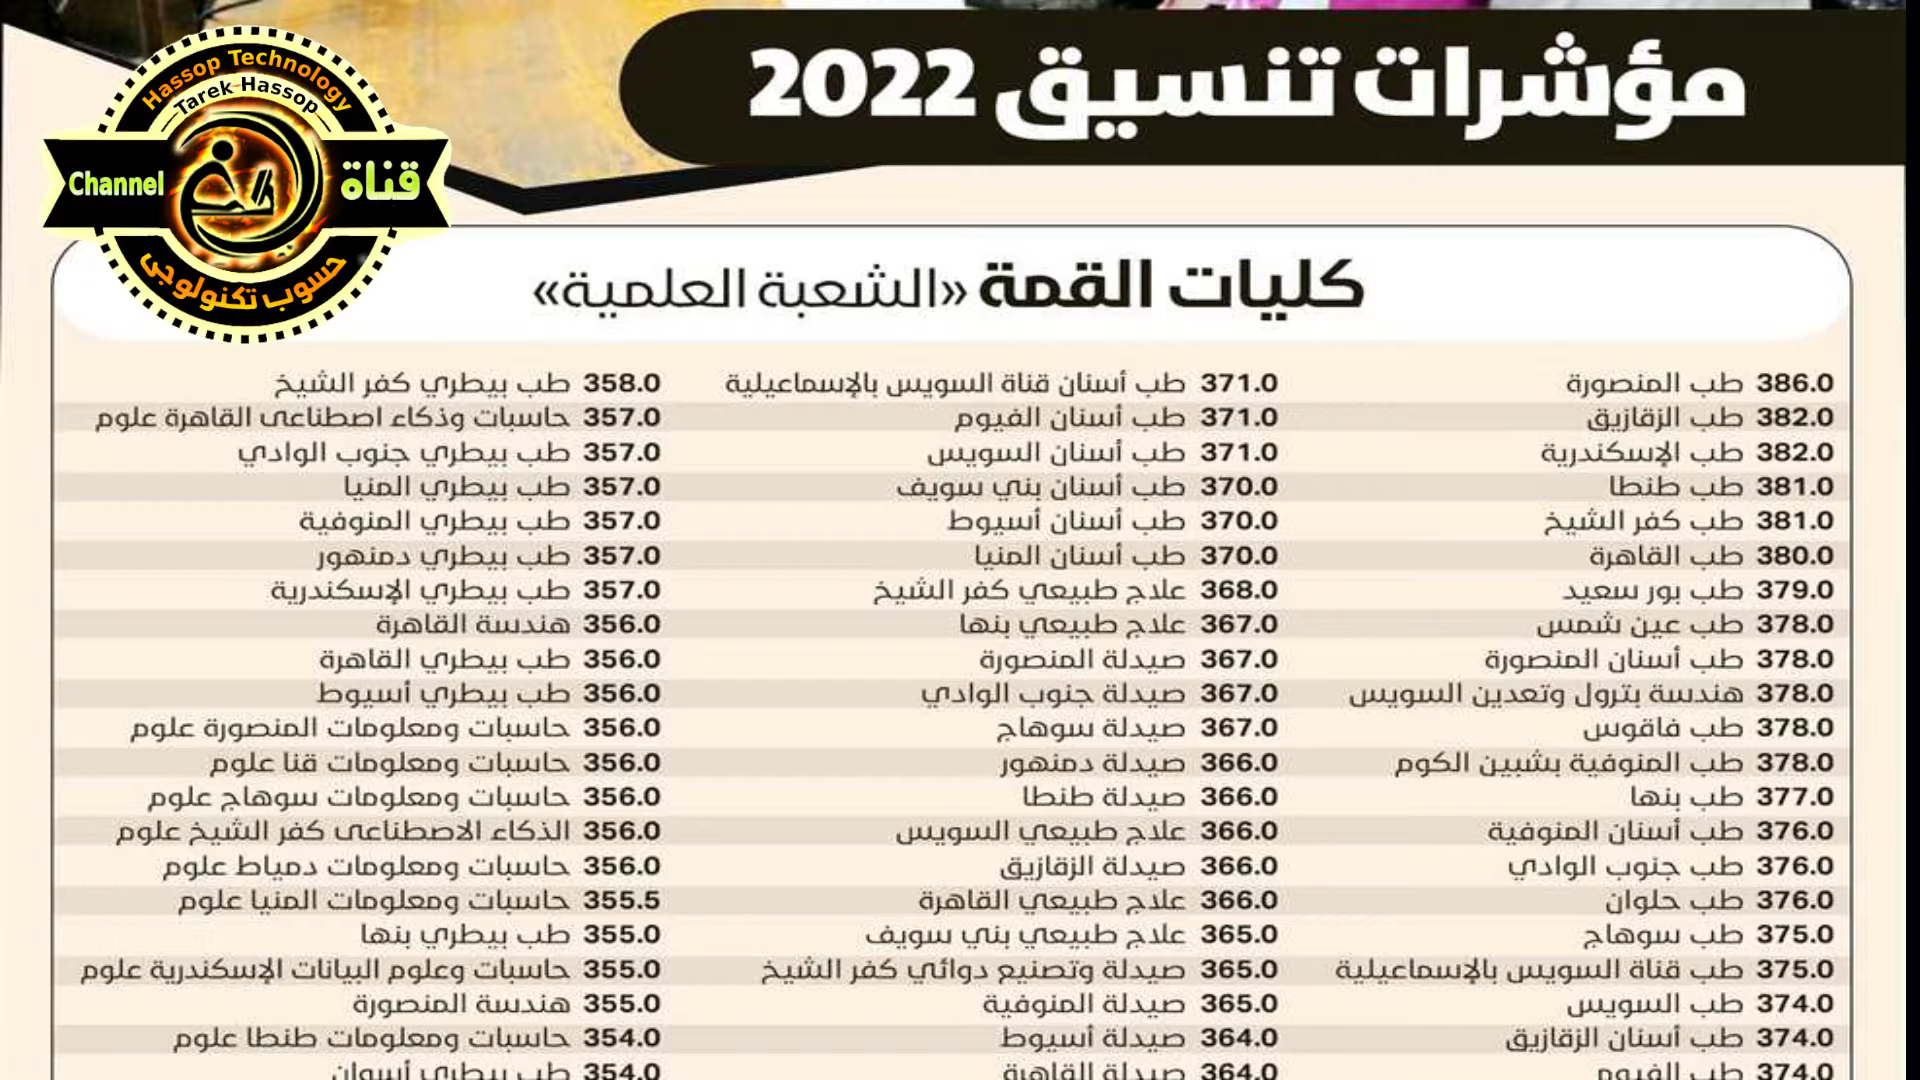 مؤشرات تنسيق 2022
Hassop Technology
Tarek Hassop
Channel
قناة
حسوب تكنولوجى
كليات القمة «الشعبة العلمية»
386.0 طب المنصورة
382.0 طب الزقازيق
382.0 طب الإسكندرية
381.0 طب طنطا
381.0 طب كفر الشيخ
380.0 طب القاهرة
379.0 طب بور سعيد
378.0 طب عين شمس
378.0 طب أسنان المنصورة
378.0 هندسة بترول وتعدين السويس
378.0 طب فاقوس
378.0 طب المنوفية بشبين الكوم
377.0 طب بنها
376.0 طب أسنان المنوفية
376.0 طب جنوب الوادي
376.0 طب حلوان
375.0 طب سوهاج
375.0 طب قناة السويس بالإسماعيلية
374.0 طب السويس
374.0 طب أسنان الزقازيق
374.0 طب الفيوم
371.0 طب أسنان قناة السويس بالإسماعيلية
371.0 طب أسنان الفيوم
371.0 طب أسنان السويس
370.0 طب أسنان بني سويف
370.0 طب أسنان أسيوط
370.0 طب أسنان المنيا
368.0 علاج طبيعي كفر الشيخ
367.0 علاج طبيعي بنها
367.0 صيدلة المنصورة
367.0 صيدلة جنوب الوادي
367.0 صيدلة سوهاج
366.0 صيدلة دمنهور
366.0 صيدلة طنطا
366.0 علاج طبيعي السويس
366.0 صيدلة الزقازيق
366.0 علاج طبيعي القاهرة
365.0 علاج طبيعي بني سويف
365.0 صيدلة وتصنيع دوائي كفر الشيخ
365.0 صيدلة المنوفية
364.0 صيدلة أسيوط
364.0 صيدلة القاهرة
358.0 طب بيطري كفر الشيخ
357.0 حاسبات وذكاء اصطناعى القاهرة علوم
357.0 طب بيطري جنوب الوادي
357.0 طب بيطري المنيا
357.0 طب بيطري المنوفية
357.0 طب بيطري دمنهور
357.0 طب بيطري الإسكندرية
356.0 هندسة القاهرة
356.0 طب بيطري القاهرة
356.0 طب بيطري أسيوط
356.0 حاسبات ومعلومات المنصورة علوم
356.0 حاسبات ومعلومات قنا علوم
356.0 حاسبات ومعلومات سوهاج علوم
356.0 الذكاء الاصطناعى كفر الشيخ علوم
356.0 حاسبات ومعلومات دمياط علوم
355.5 حاسبات ومعلومات المنيا علوم
355.0 طب بيطري بنها
355.0 حاسبات وعلوم البيانات الإسكندرية علوم
355.0 هندسة المنصورة
354.0 حاسبات ومعلومات طنطا علوم
354.0 طب بيطري أسوان